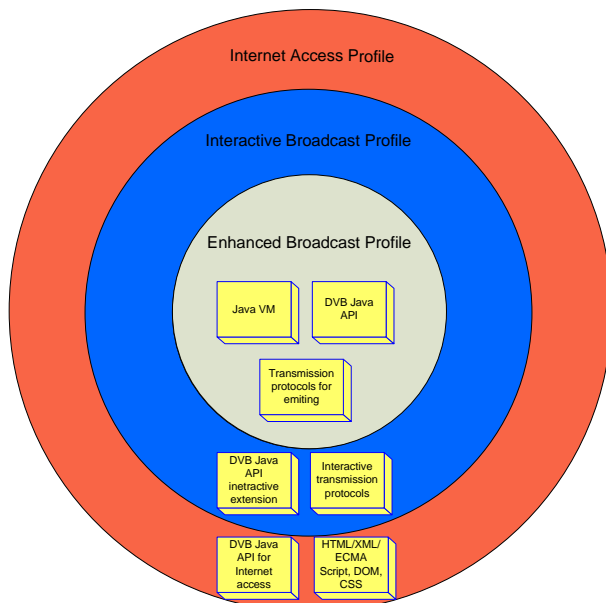 Internet Access Profile
Interactive Broadcast Profile
Enhanced Broadcast Profile
Java VM
DVB Java
API
Transmission
protocols for
emiting
DVB Java
API
inetractive
extension
Interactive
transmission
protocols
DVB Java
API for
Internet
access
HTML/XML/
ECMA
Script, DOM,
CSS